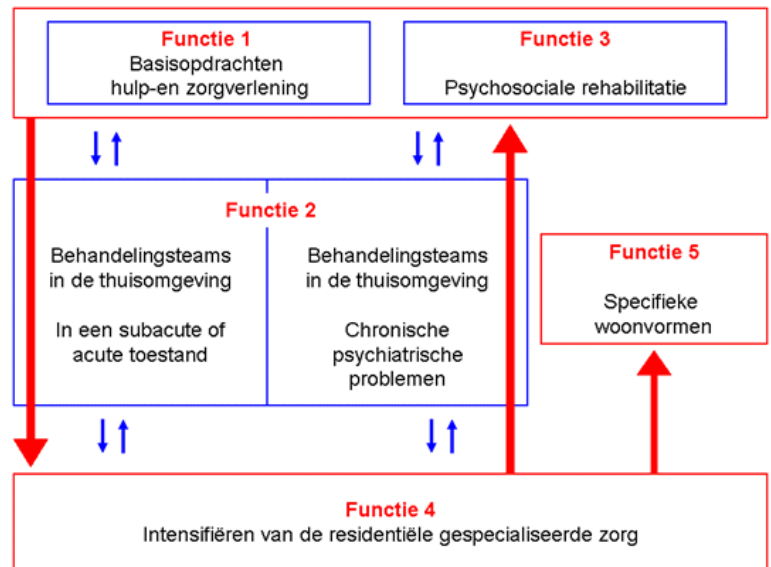 Functie 1
Basisopdrachten
hulp-en zorgverlening
Functie 3
Psychosociale rehabilitatie
Functie 2
Behandelingsteams
in de thuisomgeving
In een subacute of
acute toestand
Behandelingsteams
in de thuisomgeving
Chronische
psychiatrische
problemen
Functie 5
Specifieke
woonvormen
Functie 4
Intensifiëren van de residentiële gespecialiseerde zorg